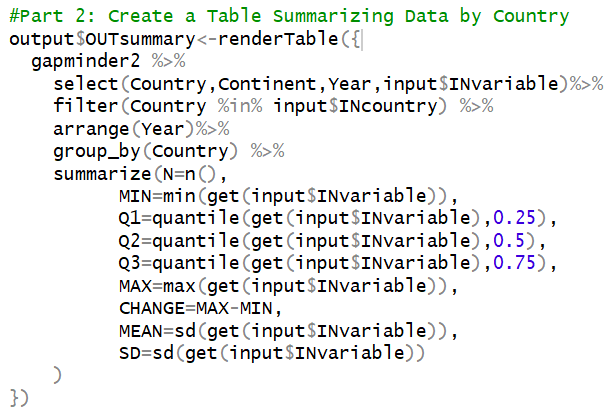 #Part 2: Create a Table Summarizing Data by Country
output$OUTsummary<-renderTable({
  gapminder2 %>%
    select(Country,Continent,Year,input$INvariable)%>%
    filter(Country %in% input$INcountry) %>%
    arrange(Year)%>%
    group_by(Country) %>%
    summarize(N=n(),
          MIN=min(get(input$INvariable)),
          Q1=quantile(get(input$INvariable),0.25),
          Q2=quantile(get(input$INvariable),0.5),
          Q3=quantile(get(input$INvariable),0.75),
          MAX=max(get(input$INvariable)),
          CHANGE=MAX-MIN,
          MEAN=sd(get(input$INvariable)),
          SD=sd(get(input$INvariable))
    )
})